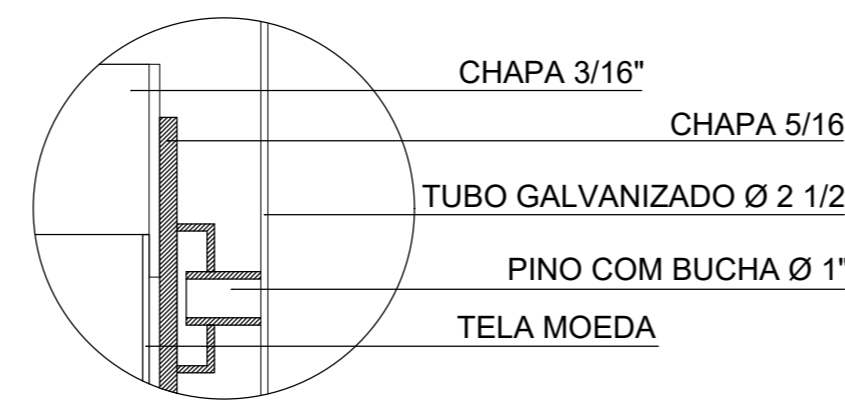 CHAPA 3/16"
CHAPA 5/16
TUBO GALVANIZADO Ø 2 1/2
PINO COM BUCHA Ø 1"
TELA MOEDA